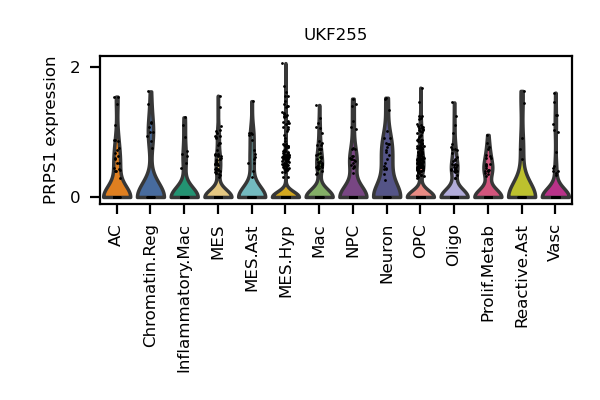 UKF255
PRPS1 expression
2
0
AC
Chromatin.Reg
Inflammatory.Mac
MES
MES.Ast
MES.Hyp
Mac
NPC
Neuron
OPC
Oligo
Prolif.Metab
Reactive.Ast
Vasc